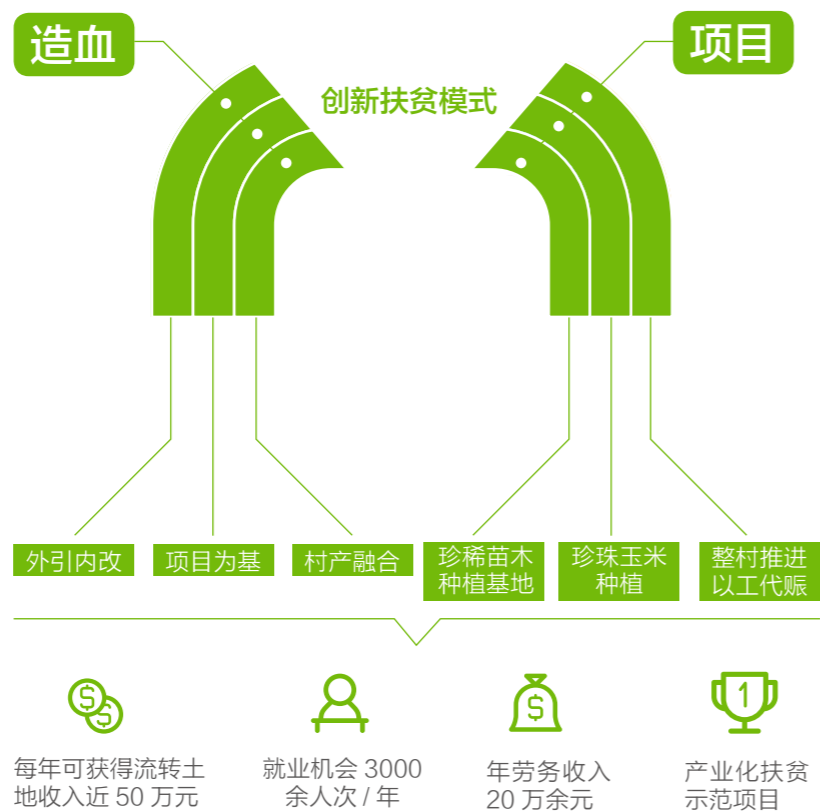 造血
项目
创新扶贫模式
外引内改
项目为基
村产融合
珍稀苗木
种植基地
珍珠玉米
种植
整村推进
以工代赈
$
$
$
1
每年可获得流转土
地收入近 50 万元
就业机会 3000
余人次 / 年
年劳务收入
20 万余元
产业化扶贫
示范项目